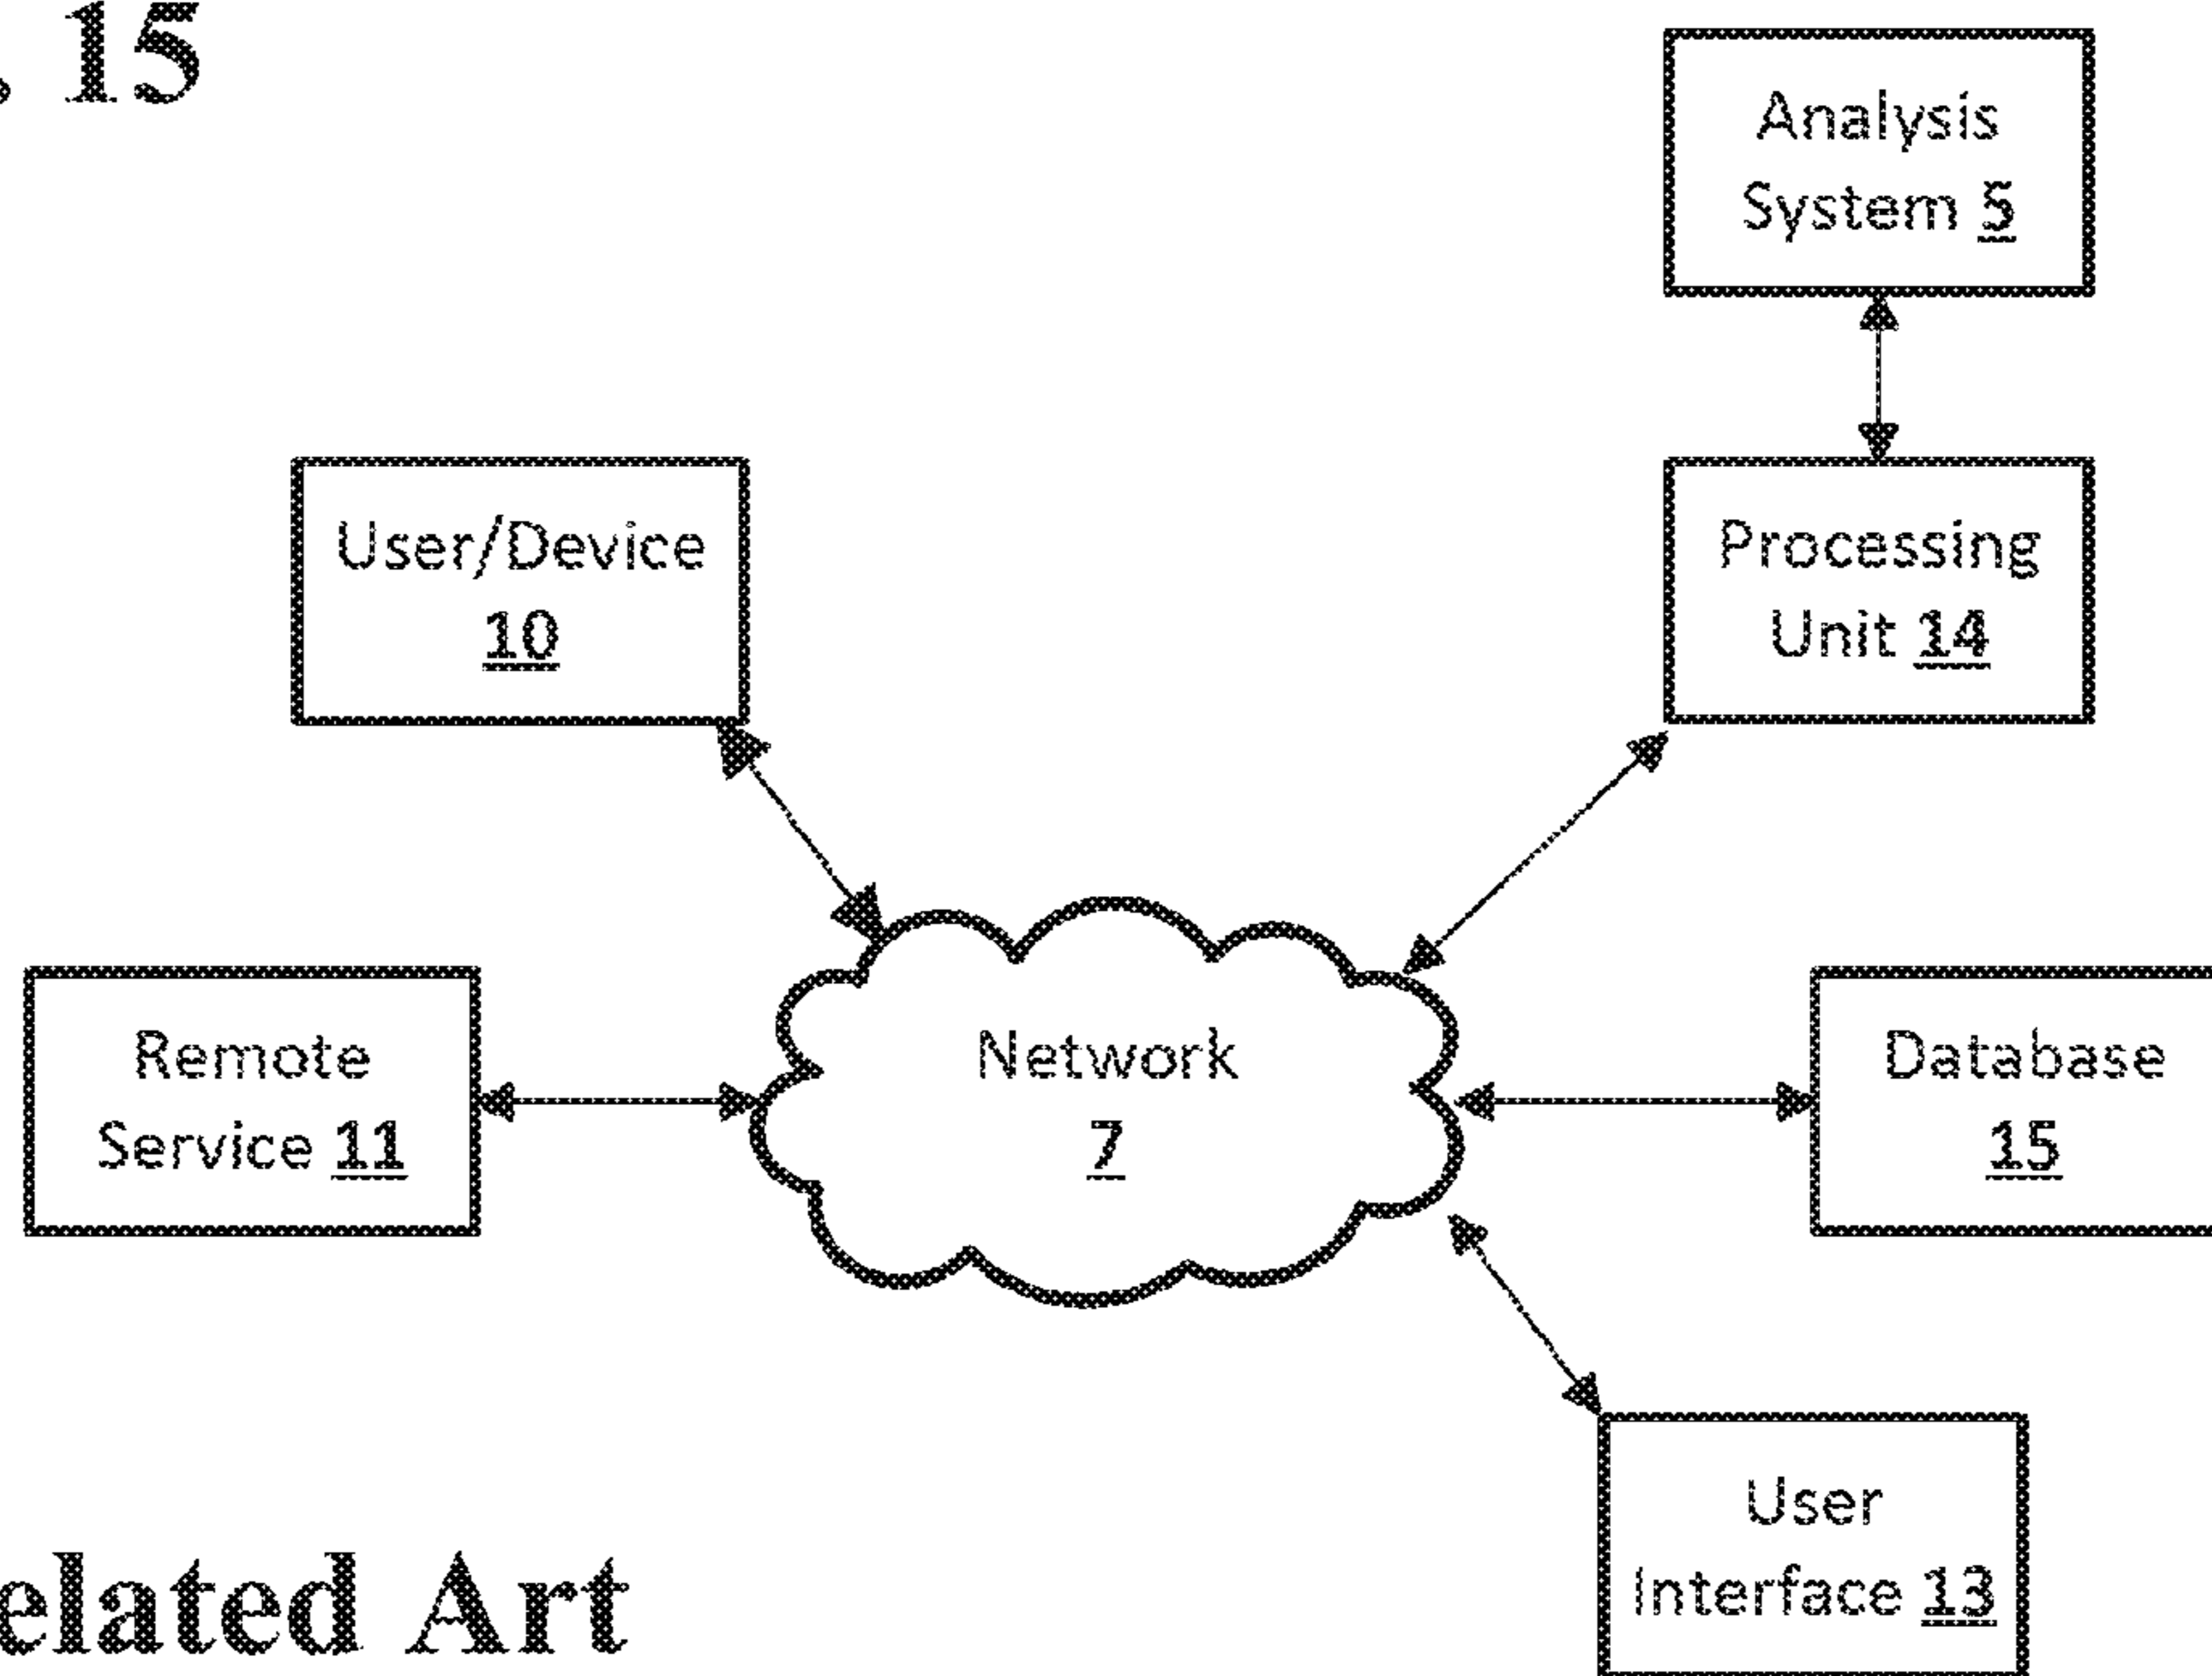 . 15
Analysis
System 5
User/Device
10
Processing
Unit 14
Remote
Service 11
Network
7
Database
15
User
Interface 13
elated Art